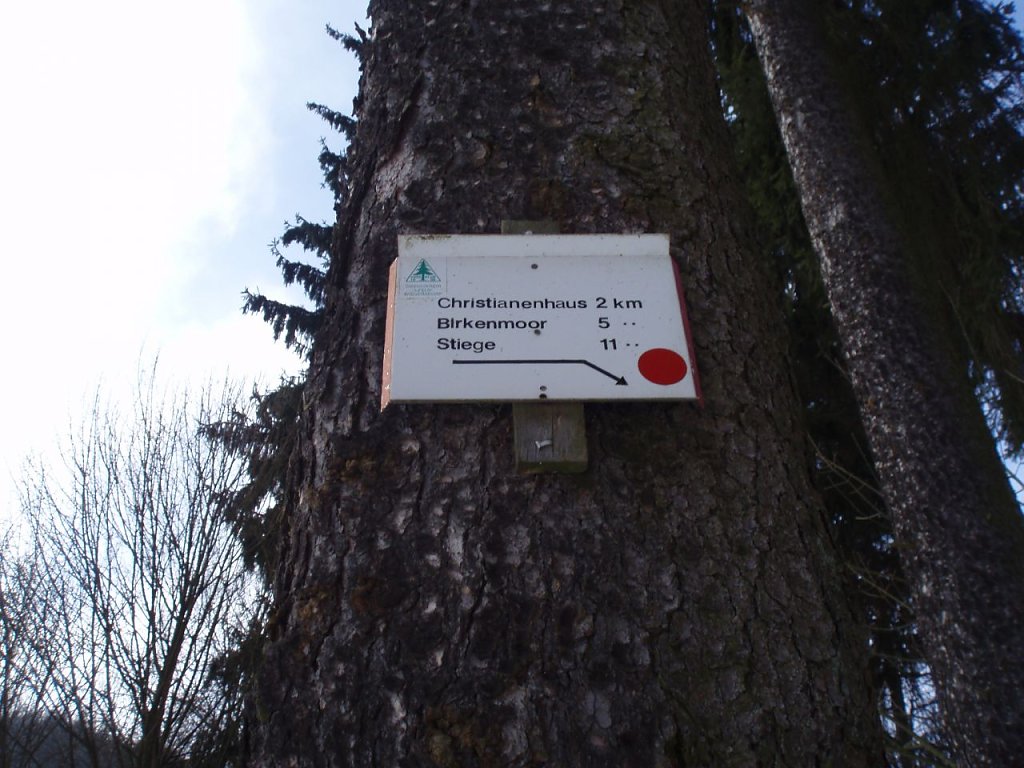 Christianenhaus 2 km
Birkenmoor 5 ··
Stiege 11 ··